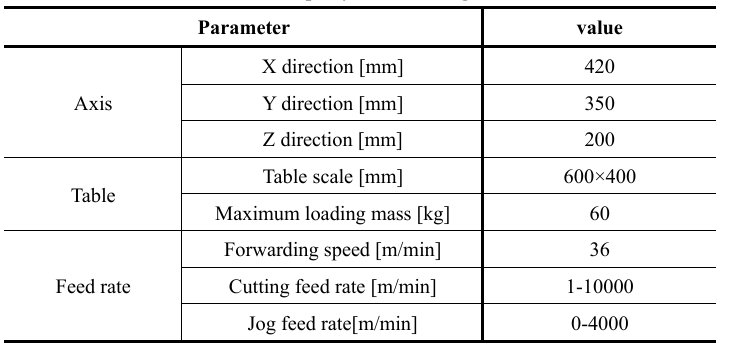 Parameter value
X direction [mm] 420
Axis Y direction [mm] 350
Z direction [mm] 200
Table scale [mm] 600×400
Table
Maximum loading mass [kg] 60
Forwarding speed [m/min] 36
Feed rate Cutting feed rate [m/min] 1-10000
Jog feed rate[m/min] 0-4000